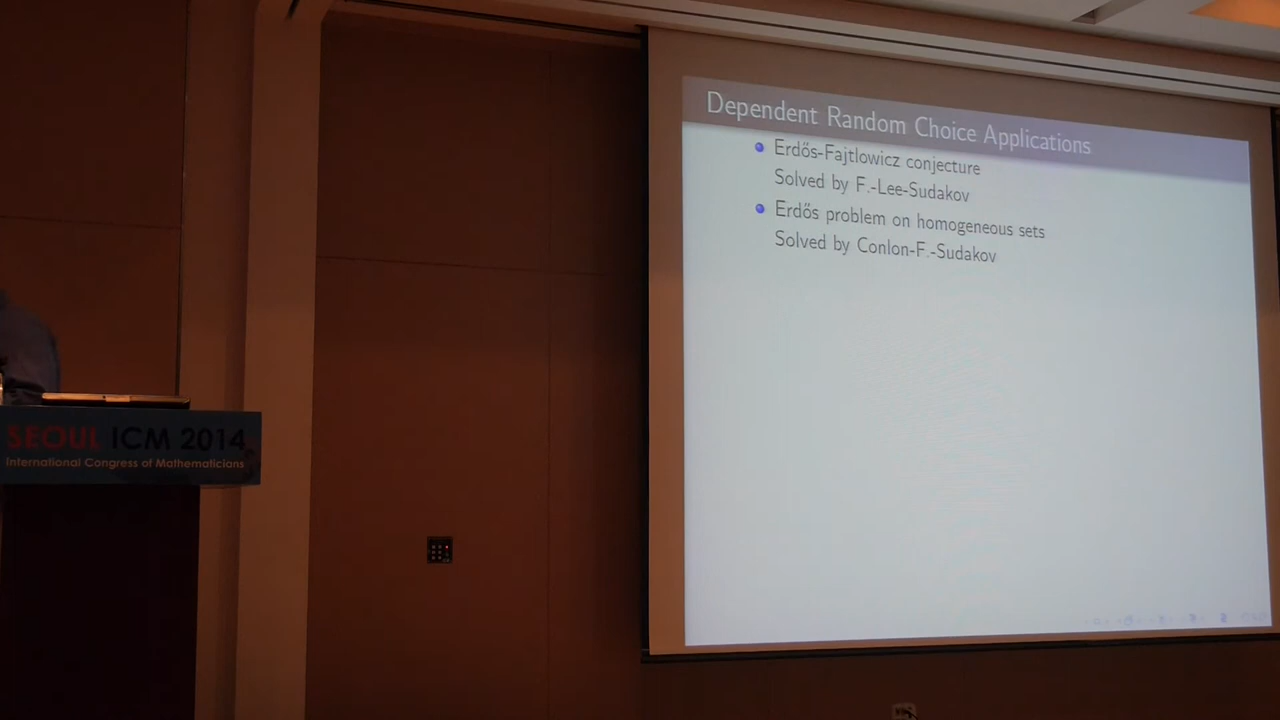 Dependent Random Choice Applications
Erdős-Fajtlowicz conjecture
Solved by F.-Lee-Sudakov
Erdős problem on homogeneous sets
Solved by Conlon-F.-Sudakov
SEOUL ICM 2014
International Congress of Mathematicians